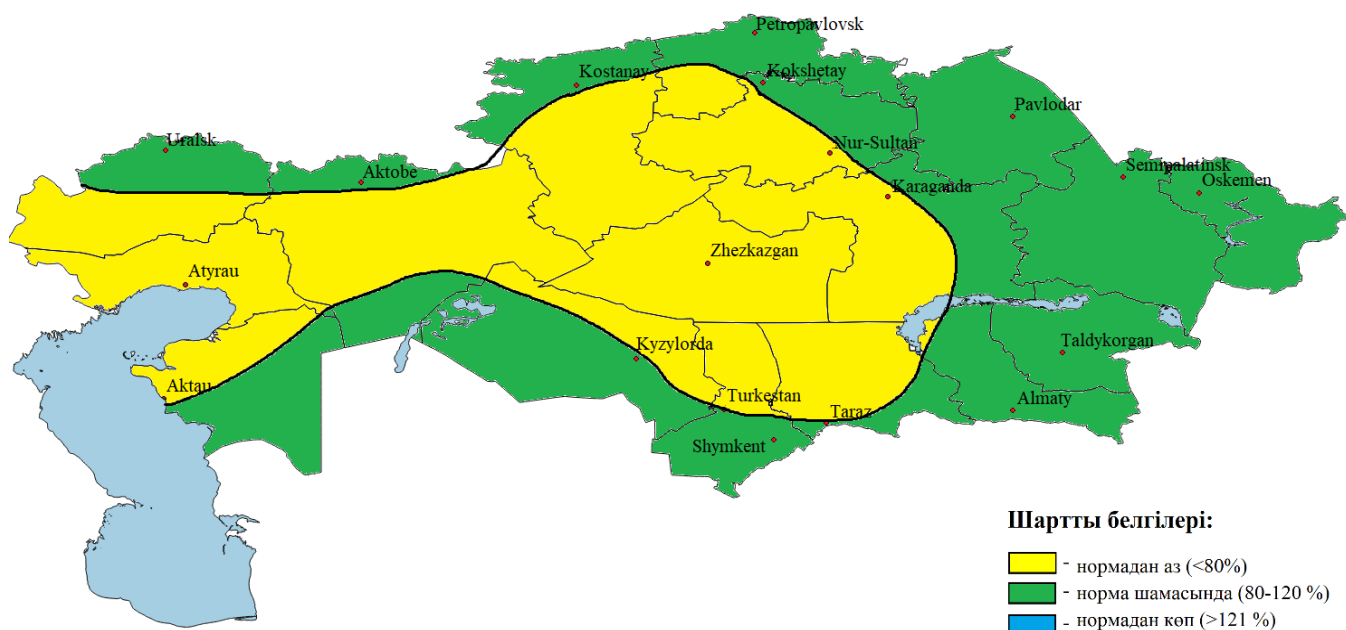 Petropavlovsk
Kostanay
Kokshetay
Pavlodar
Uralsk
Nur-Sultan
Aktobe
Semipalatinsk
Oskemen
Karaganda
Zhezkazgan
Atyrau
Kyzylorda
Taldykorgan
Aktau
Turkestan
Almaty
Taraz
Shymkent
Шартты белгілері:
- нормадан аз (<80%)
- норма шамасында (80-120 %)
- нормадан көп (>121 %)